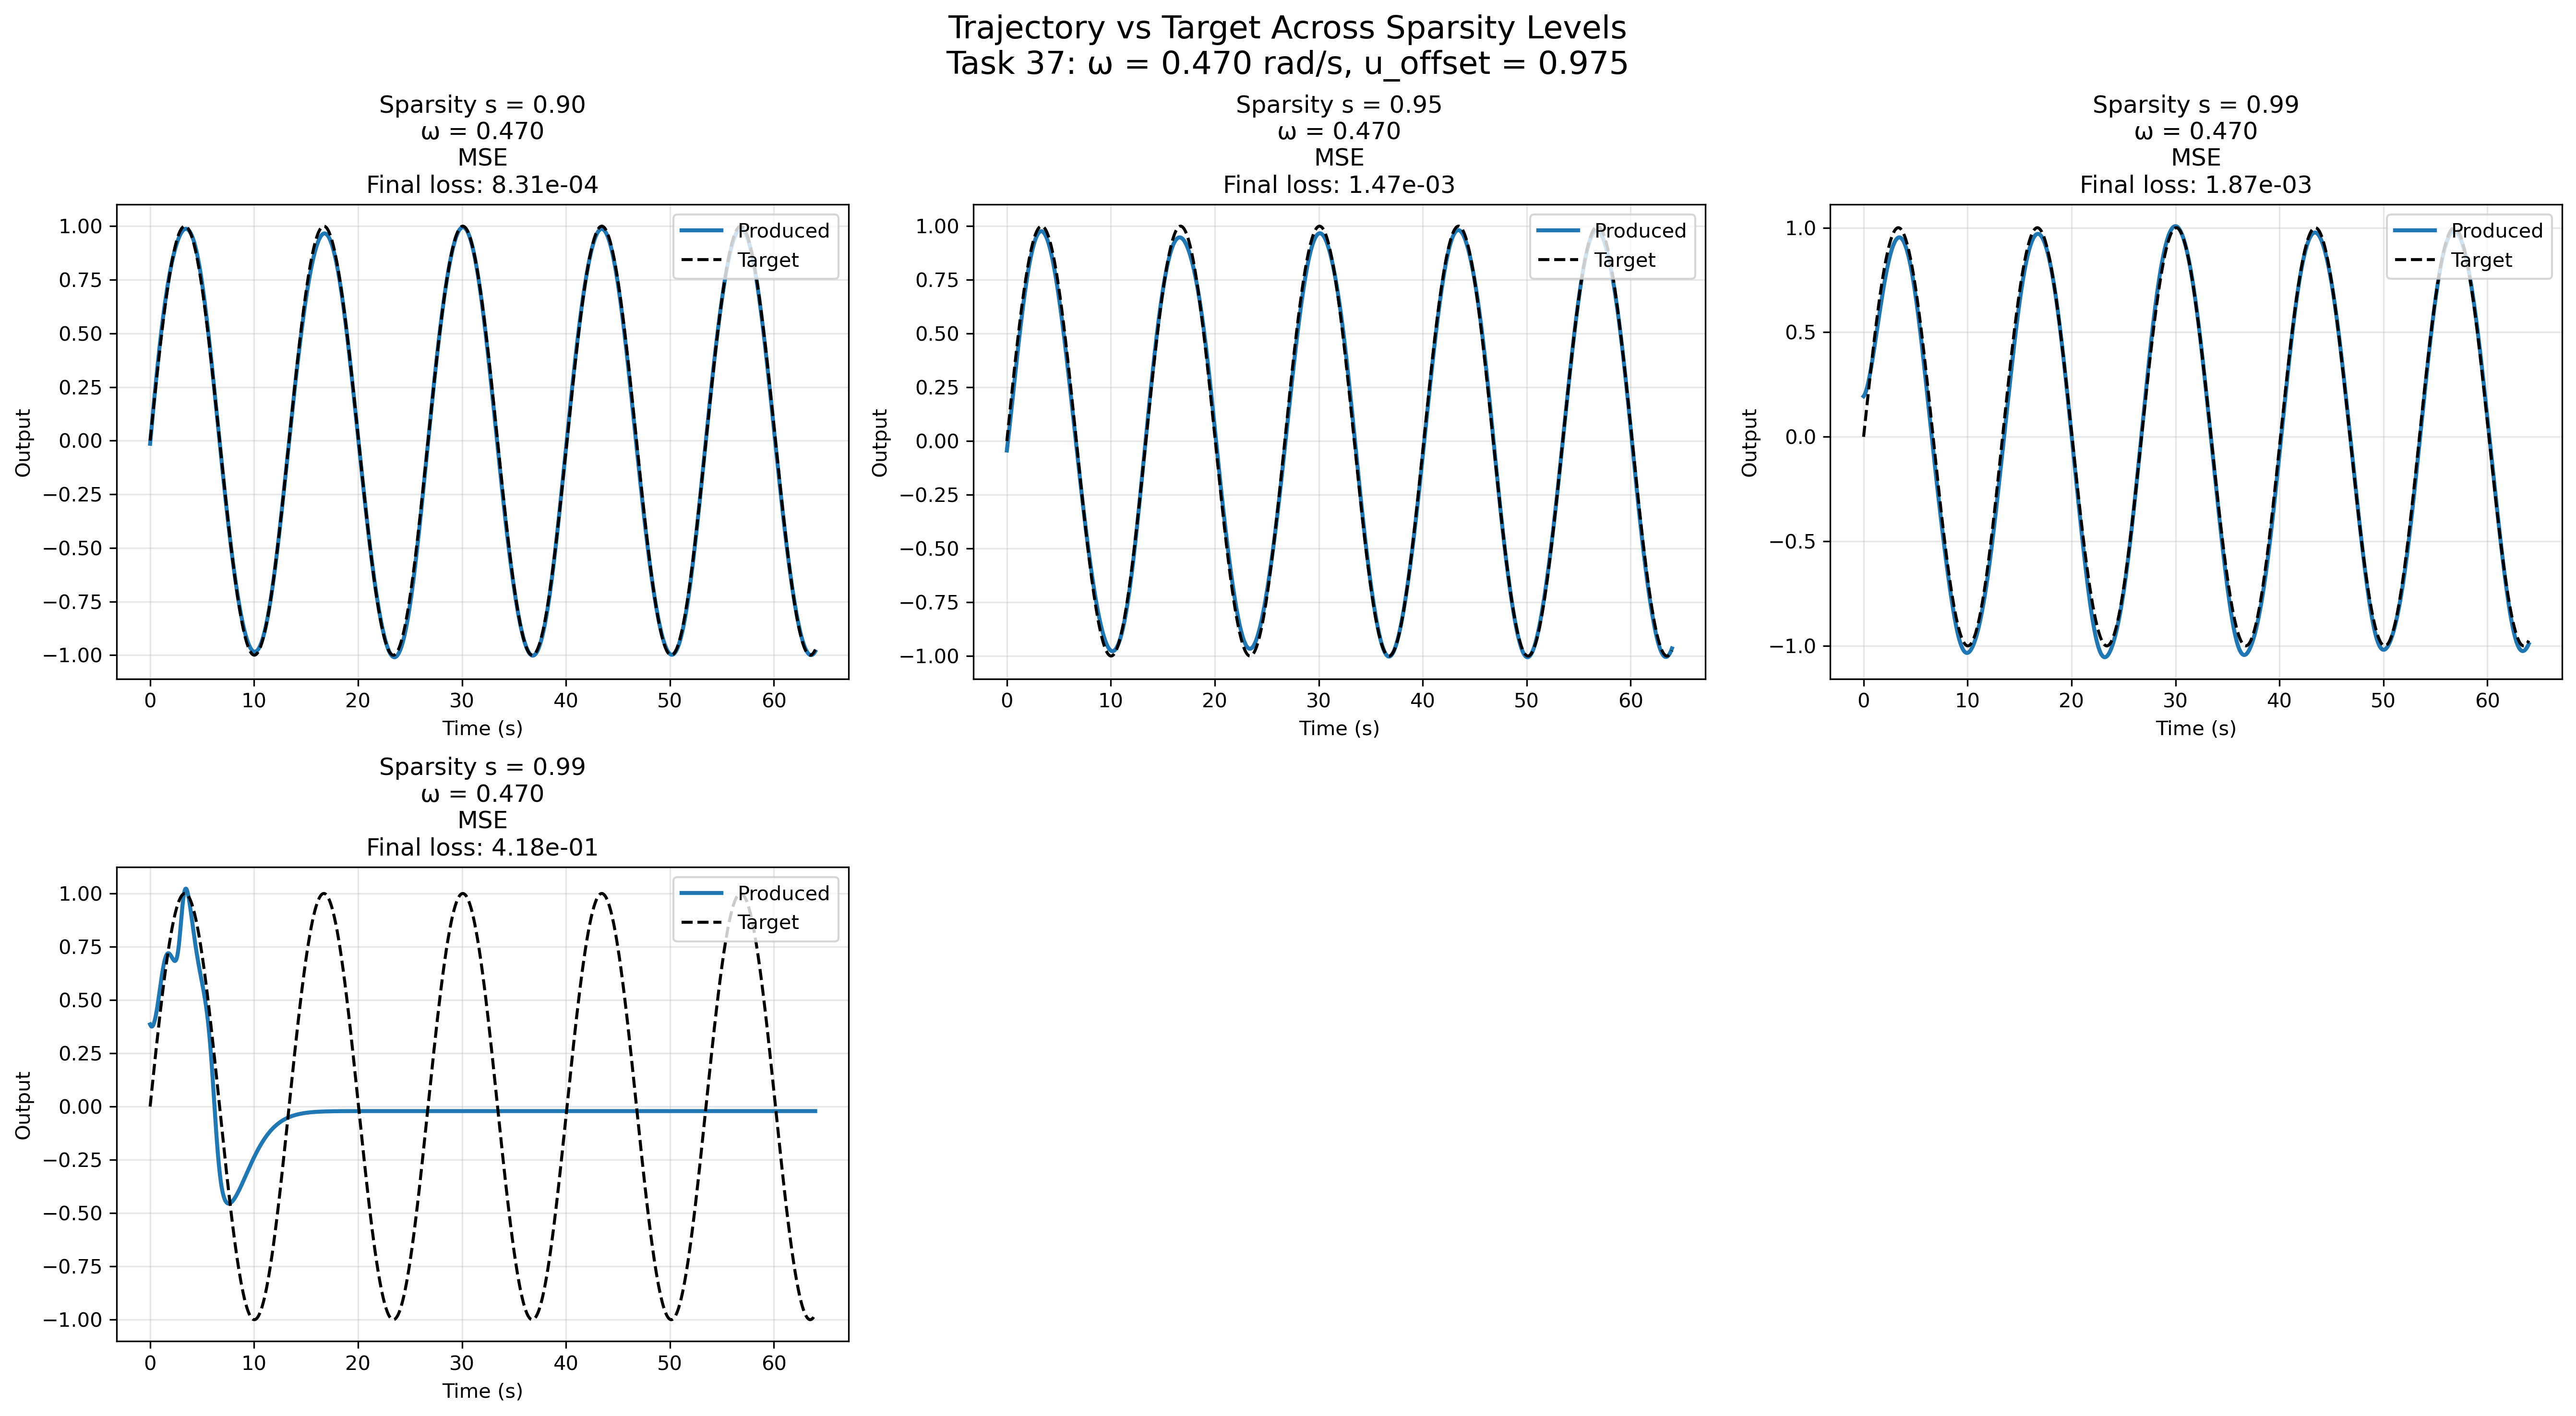 Trajectory vs Target Across Sparsity Levels
Task 37: ω = 0.470 rad/s, u_offset = 0.975
Sparsity s = 0.90
ω = 0.470
MSE
Final loss: 8.31e-04
1.00
0.75
0.50
0.25
0.00
−0.25
−0.50
−0.75
−1.00
Output
Produced
Target
0 10 20 30 40 50 60
Time (s)
Sparsity s = 0.95
ω = 0.470
MSE
Final loss: 1.47e-03
1.00
0.75
0.50
0.25
0.00
−0.25
−0.50
−0.75
−1.00
Output
Produced
Target
0 10 20 30 40 50 60
Time (s)
Sparsity s = 0.99
ω = 0.470
MSE
Final loss: 1.87e-03
1.0
0.5
0.0
−0.5
−1.0
Output
Produced
Target
0 10 20 30 40 50 60
Time (s)
Sparsity s = 0.99
ω = 0.470
MSE
Final loss: 4.18e-01
1.00
0.75
0.50
0.25
0.00
−0.25
−0.50
−0.75
−1.00
Output
Produced
Target
0 10 20 30 40 50 60
Time (s)